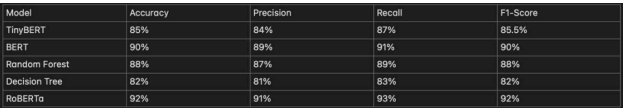 Model Accuracy Precision Recall F1-Score
TinyBERT 85% 84% 87% 85.5%
BERT 90% 89% 91% 90%
Random Forest 88% 87% 89% 88%
Decision Tree 82% 81% 83% 82%
RoBERTa 92% 91% 93% 92%